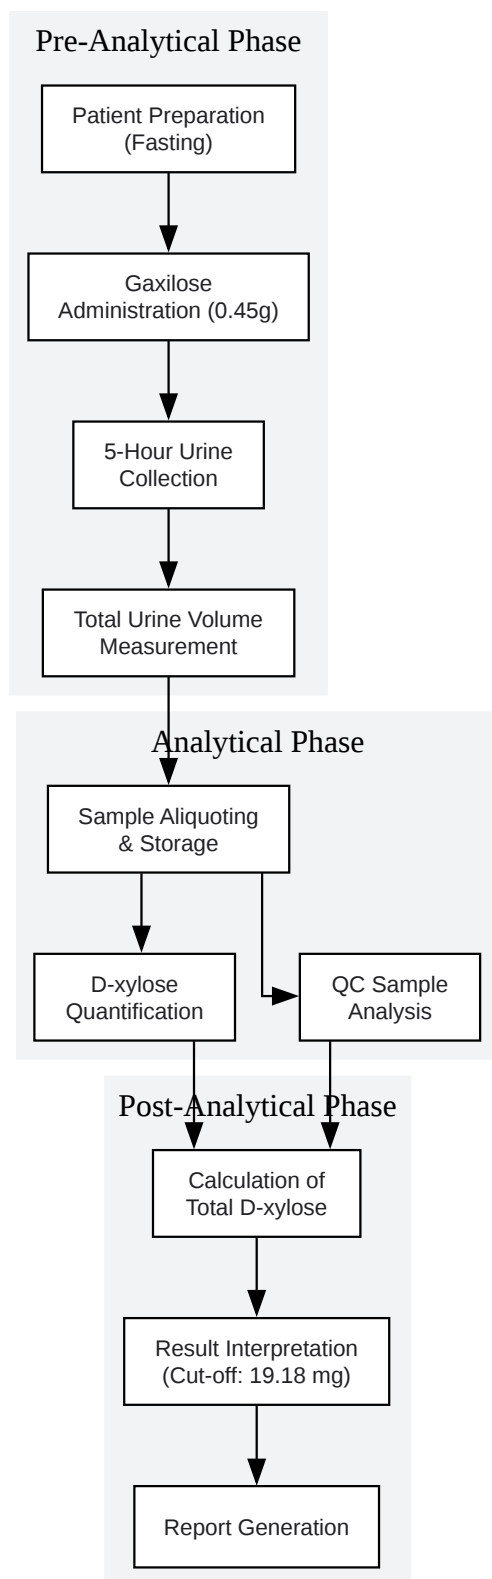 Pre-Analytical Phase
Patient Preparation
(Fasting)
Gaxilose
Administration (0.45g)
5-Hour Urine
Collection
Total Urine Volume
Measurement
Analytical Phase
Sample Aliquoting
& Storage
D-xylose
Quantification
QC Sample
Analysis
Post-Analytical Phase
Calculation of
Total D-xylose
Result Interpretation
(Cut-off: 19.18 mg)
Report Generation